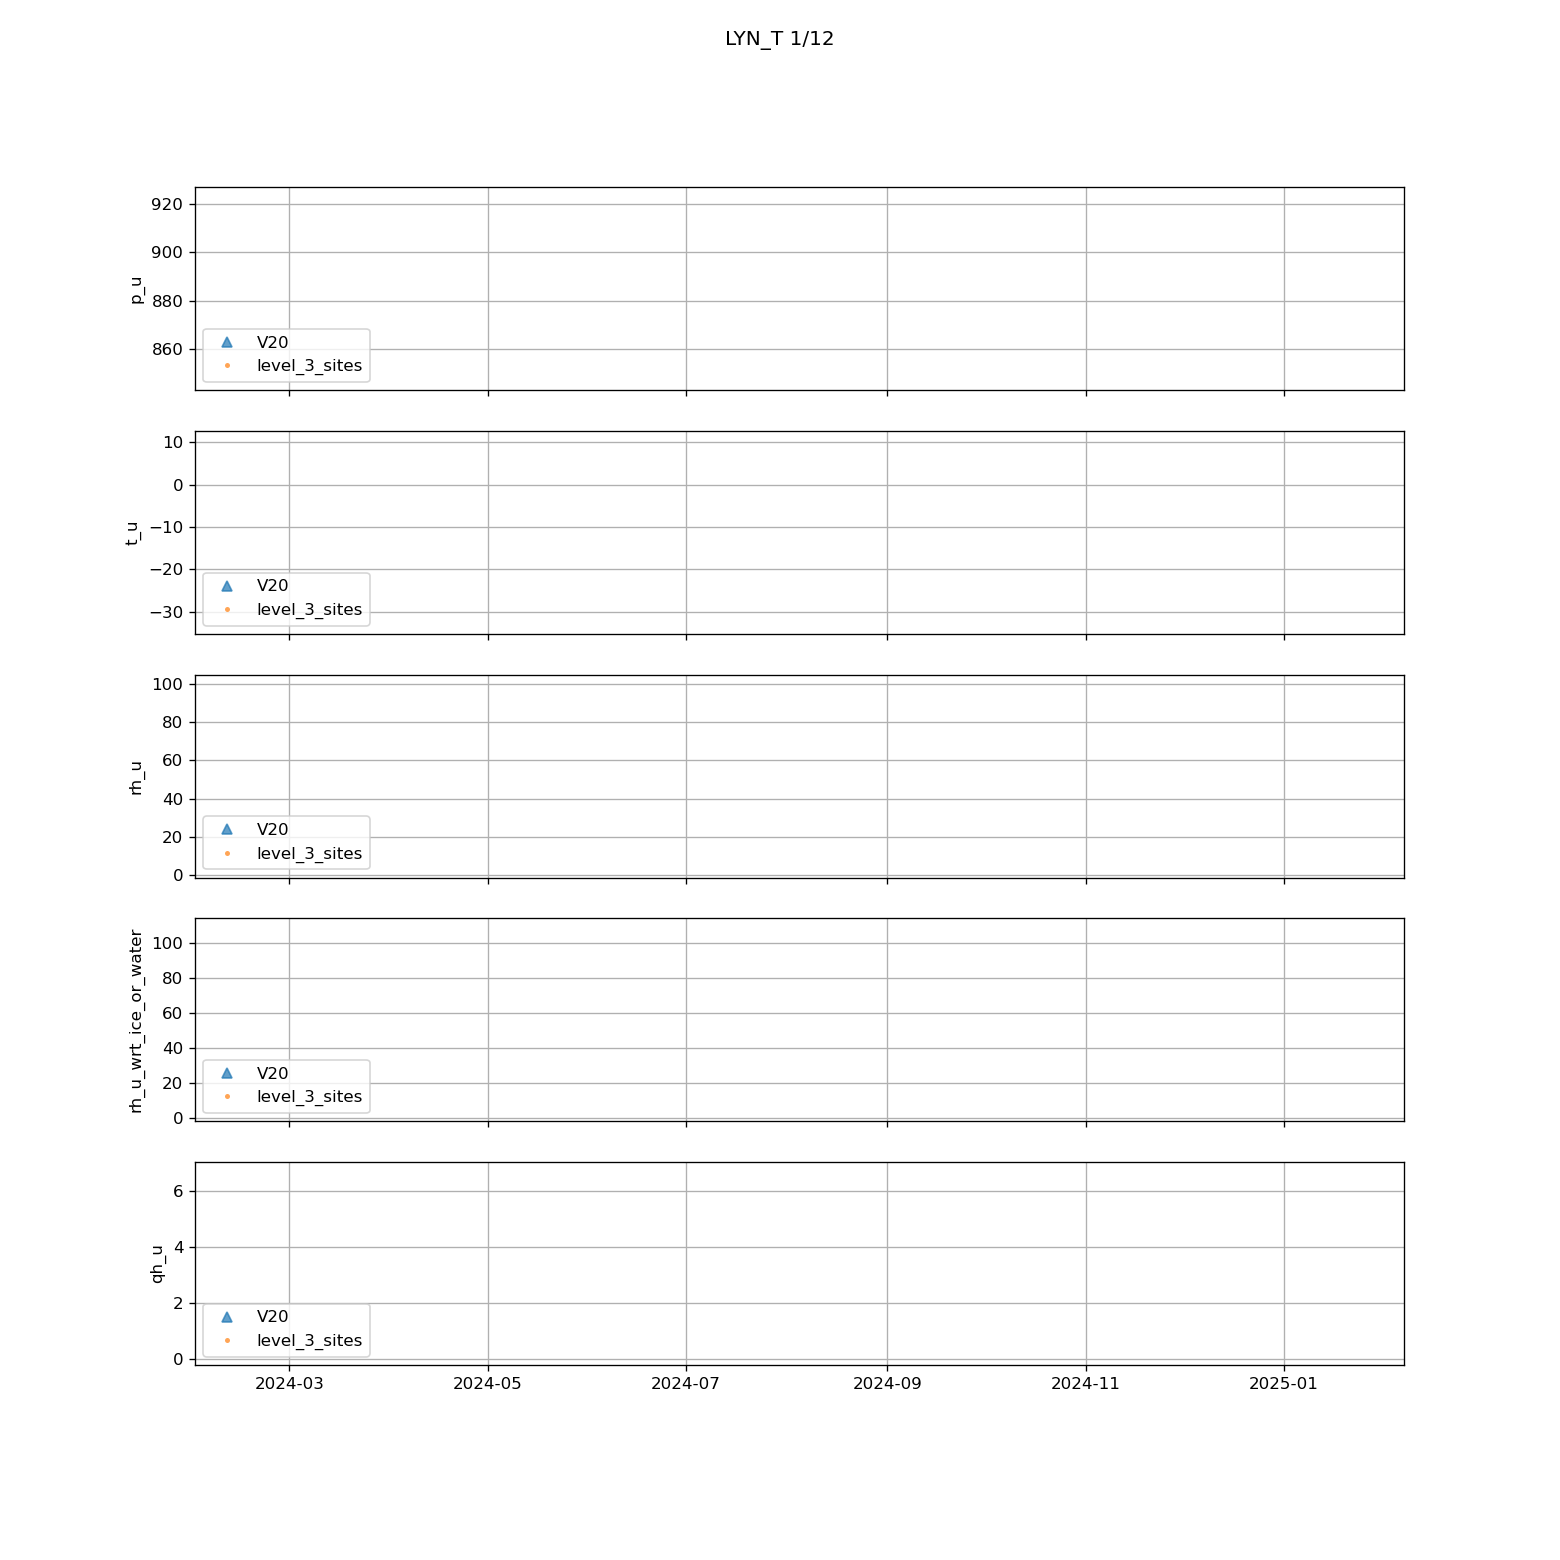 LYN_T 1/12
920
900
880
860
p_u
V20
level_3_sites
10
0
−10
−20
−30
t_u
V20
level_3_sites
100
80
60
40
20
0
rh_u
V20
level_3_sites
100
80
60
40
20
0
rh_u_wrt_ice_or_water
V20
level_3_sites
6
4
2
0
qh_u
V20
level_3_sites
2024-03 2024-05 2024-07 2024-09 2024-11 2025-01